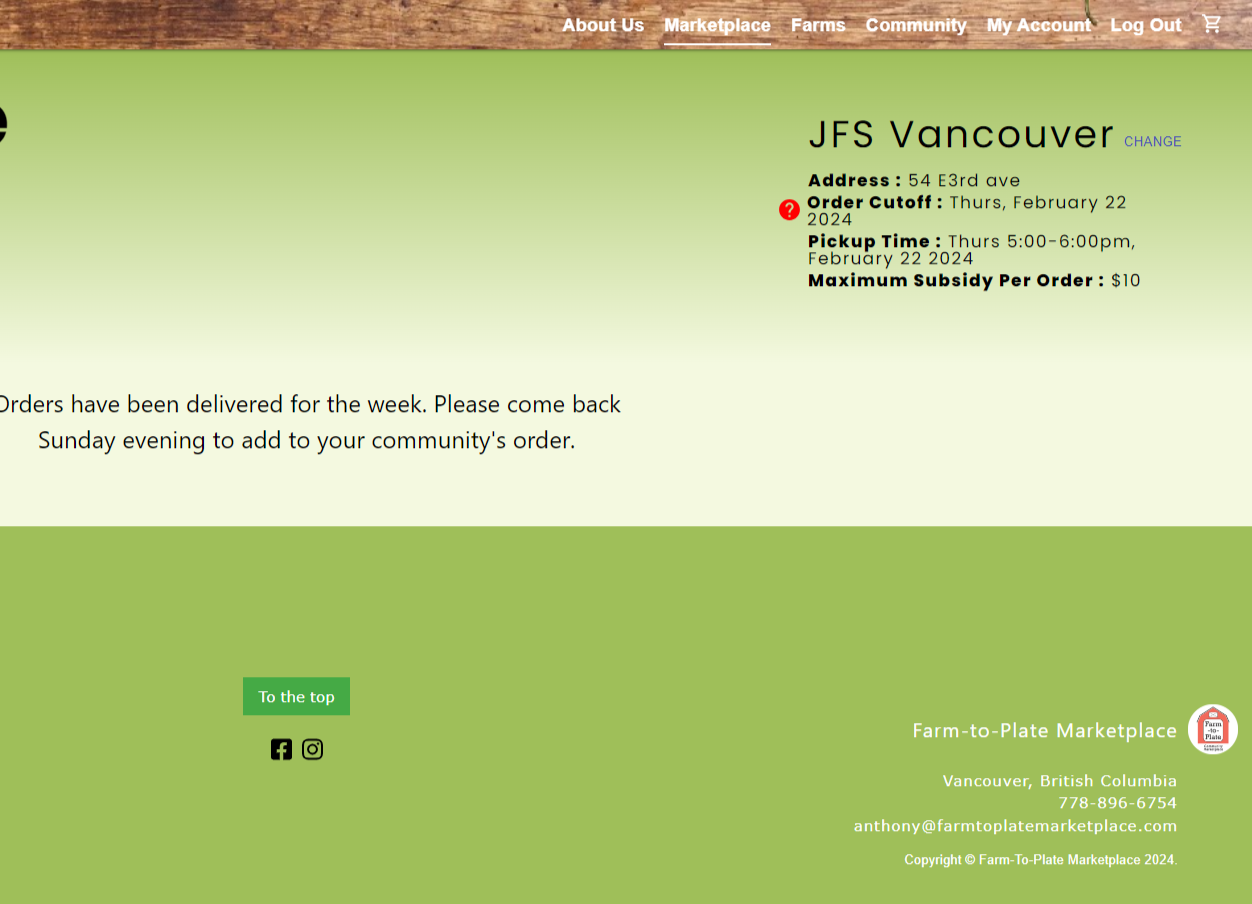 About Us Marketplace Farms Community My Account Log Out
e
JFS Vancouver CHANGE
Address : 54 E3rd ave
Order Cutoff : Thurs, February 22
2024
Pickup Time : Thurs 5:00-6:00pm,
February 22 2024
Maximum Subsidy Per Order : $10
Orders have been delivered for the week. Please come back
Sunday evening to add to your community's order.
To the top
Farm-to-Plate Marketplace
Farm
-to-
Plate
Vancouver, British Columbia
778-896-6754
anthony@farmtoplatemarketplace.com
Copyright © Farm-To-Plate Marketplace 2024.